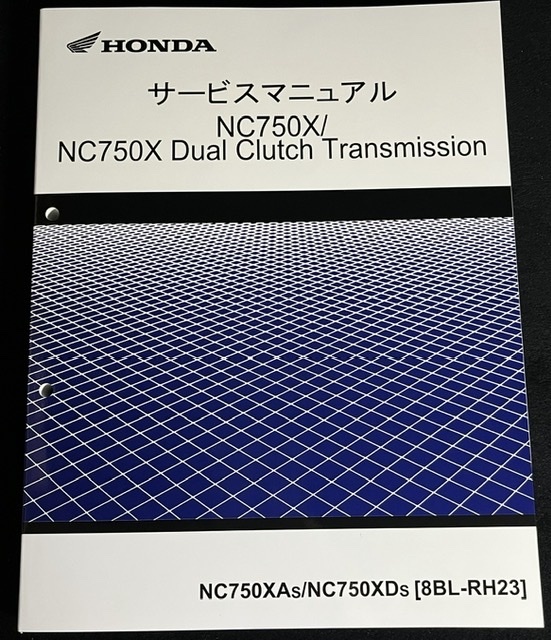 HONDA
サービスマニュアル
NC750X/
NC750X Dual Clutch Transmission
NC750XAS/NC750XDS [8BL-RH23]